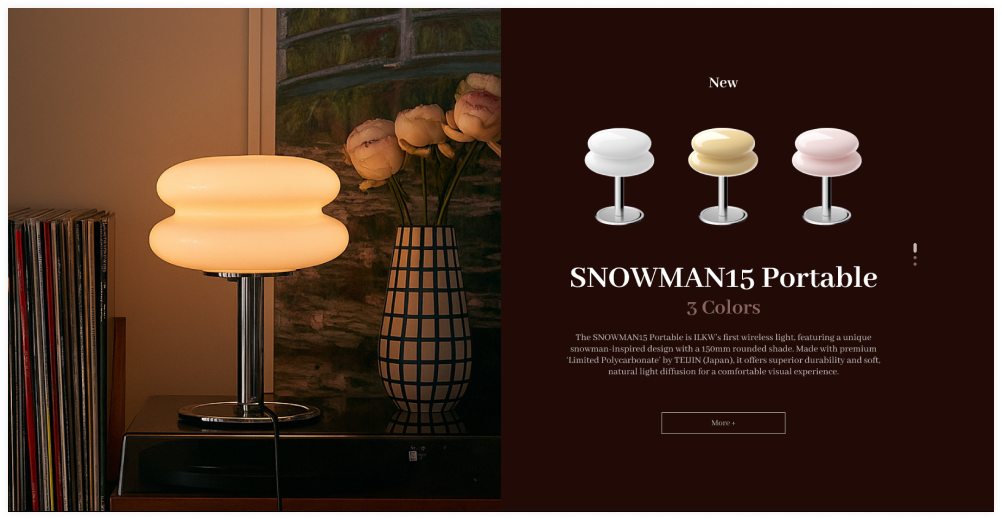 New
SNOWMAN15 Portable
3 Colors
The SNOWMAN15 Portable is ILKW's first wireless light, featuring a unique
snowman-inspired design with a 150mm rounded shade. Made with premium
'Limited Polycarbonate' by TEIJIN (Japan), it offers superior durability and soft,
natural light diffusion for a comfortable visual experience.
More +